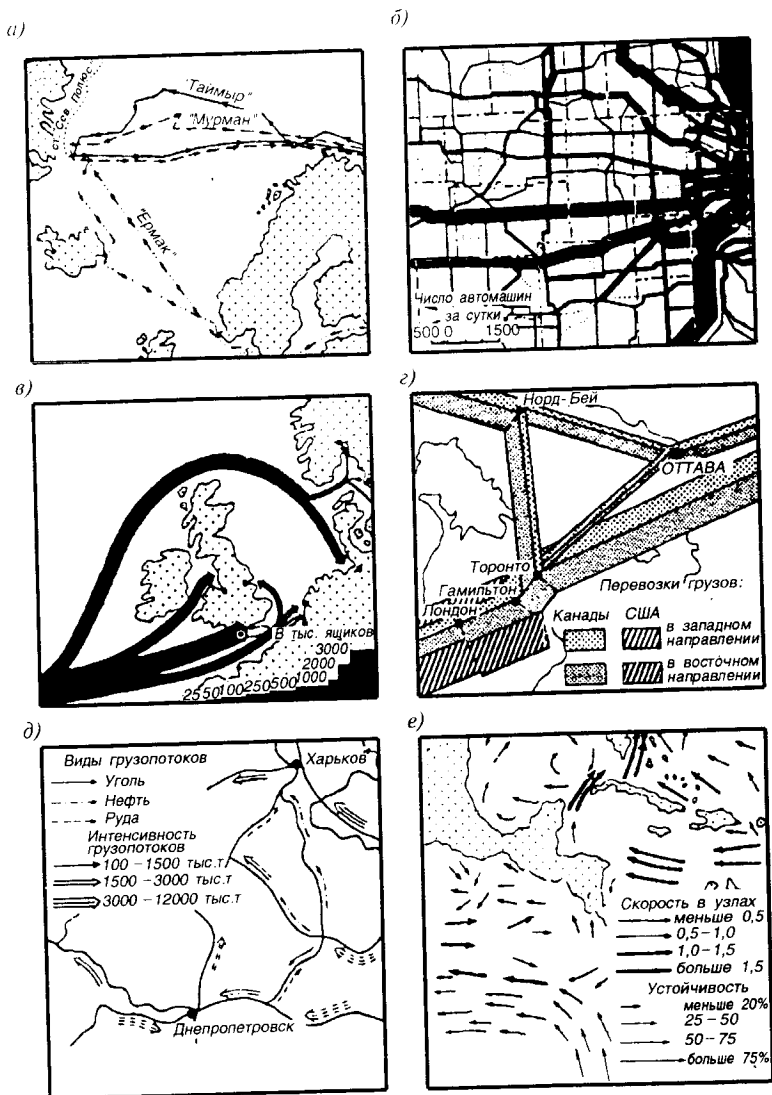 а)
от Сев Полюс
"Таймыр"
"Мурман"
"Ермак"
б)
Число автомашин
за сутки
500 0 1500
в)
В тыс. ящиков
3000
2000
1000
25 50 100 250 500
г)
Норд-Бей
ОТТАВА
Торонто
Гамильтон
Лондон
Перевозки грузов:
Канады США
в западном
направлении
в восточном
направлении
д)
Виды грузопотоков
Уголь
Нефть
Руда
Интенсивность
грузопотоков
100–1500 тыс.т
1500–3000 тыс.т
3000–12000 тыс.т
Харьков
Днепропетровск
е)
Скорость в узлах
меньше 0,5
0,5–1,0
1,0–1,5
больше 1,5
Устойчивость
меньше 20%
25–50
50–75
больше 75%